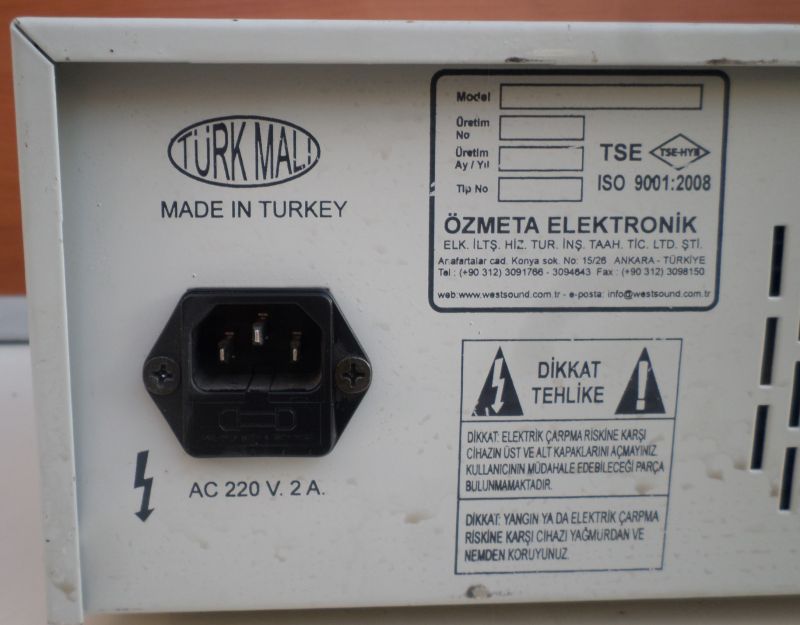 TÜRK MALI
MADE IN TURKEY
AC 220 V. 2 A.
Model
Üretim
No
Üretim
Ay / Yıl
Tip No
TSE TSE-HYB
ISO 9001:2008
ÖZMETA ELEKTRONİK
ELK. İLTŞ. HİZ. TUR. İNŞ. TAAH. TİC. LTD. ŞTİ.
Anafartalar cad. Konya sok. No: 15/26 ANKARA - TÜRKİYE
Tel : (+90 312) 3091766 - 3094643 Fax : (+90 312) 3098150
web:www.westsound.com.tr - e-posta: info@westsound.com.tr
DİKKAT
TEHLİKE
DİKKAT: ELEKTRİK ÇARPMA RİSKİNE KARŞI
CİHAZIN ÜST VE ALT KAPAKLARINI AÇMAYINIZ.
KULLANICININ MÜDAHALE EDEBİLECEĞİ PARÇA
BULUNMAMAKTADIR.
DİKKAT: YANGIN YA DA ELEKTRİK ÇARPMA
RİSKİNE KARŞI CİHAZI YAĞMURDAN VE
NEMDEN KORUYUNUZ.